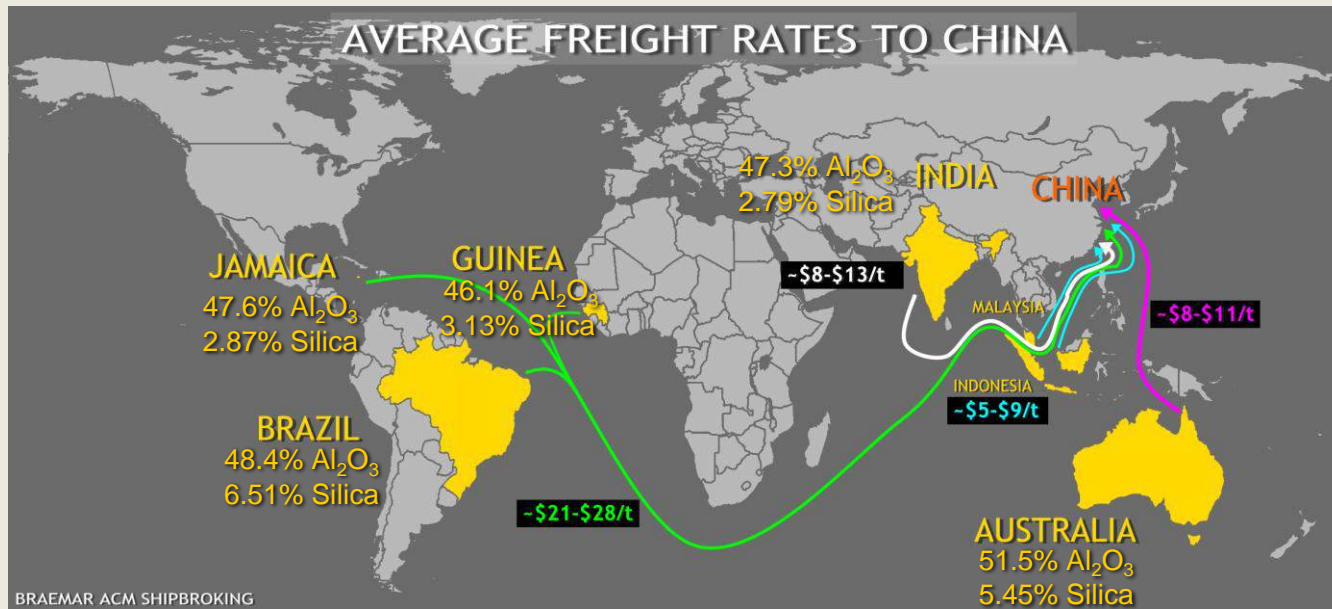 AVERAGE FREIGHT RATES TO CHINA
47.3% Al₂O₃
2.79% Silica
INDIA
CHINA
JAMAICA
47.6% Al₂O₃
2.87% Silica
GUINEA
46.1% Al₂O₃
3.13% Silica
~$8-$13/t
MALAYSIA
~$8-$11/t
INDONESIA
~$5-$9/t
BRAZIL
48.4% Al₂O₃
6.51% Silica
~$21-$28/t
AUSTRALIA
51.5% Al₂O₃
5.45% Silica
BRAEMAR ACM SHIPBROKING